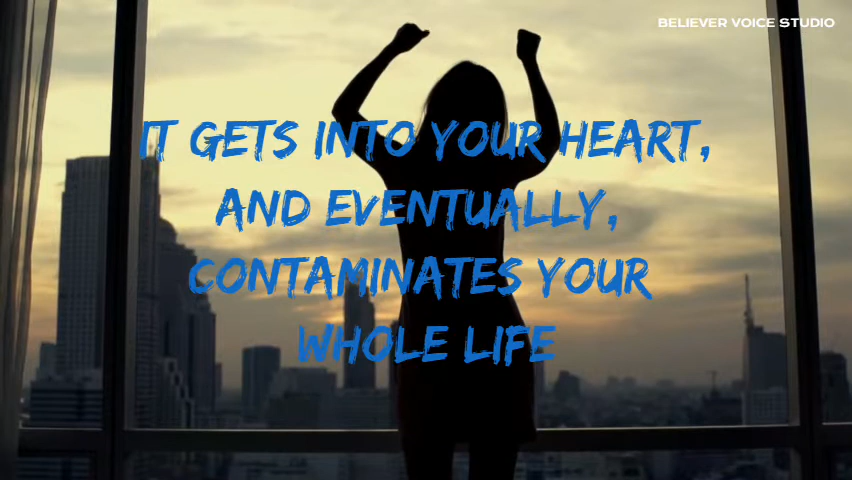 BELIEVER VOICE STUDIO
IT GETS INTO YOUR HEART,
AND EVENTUALLY,
CONTAMINATES YOUR
WHOLE LIFE